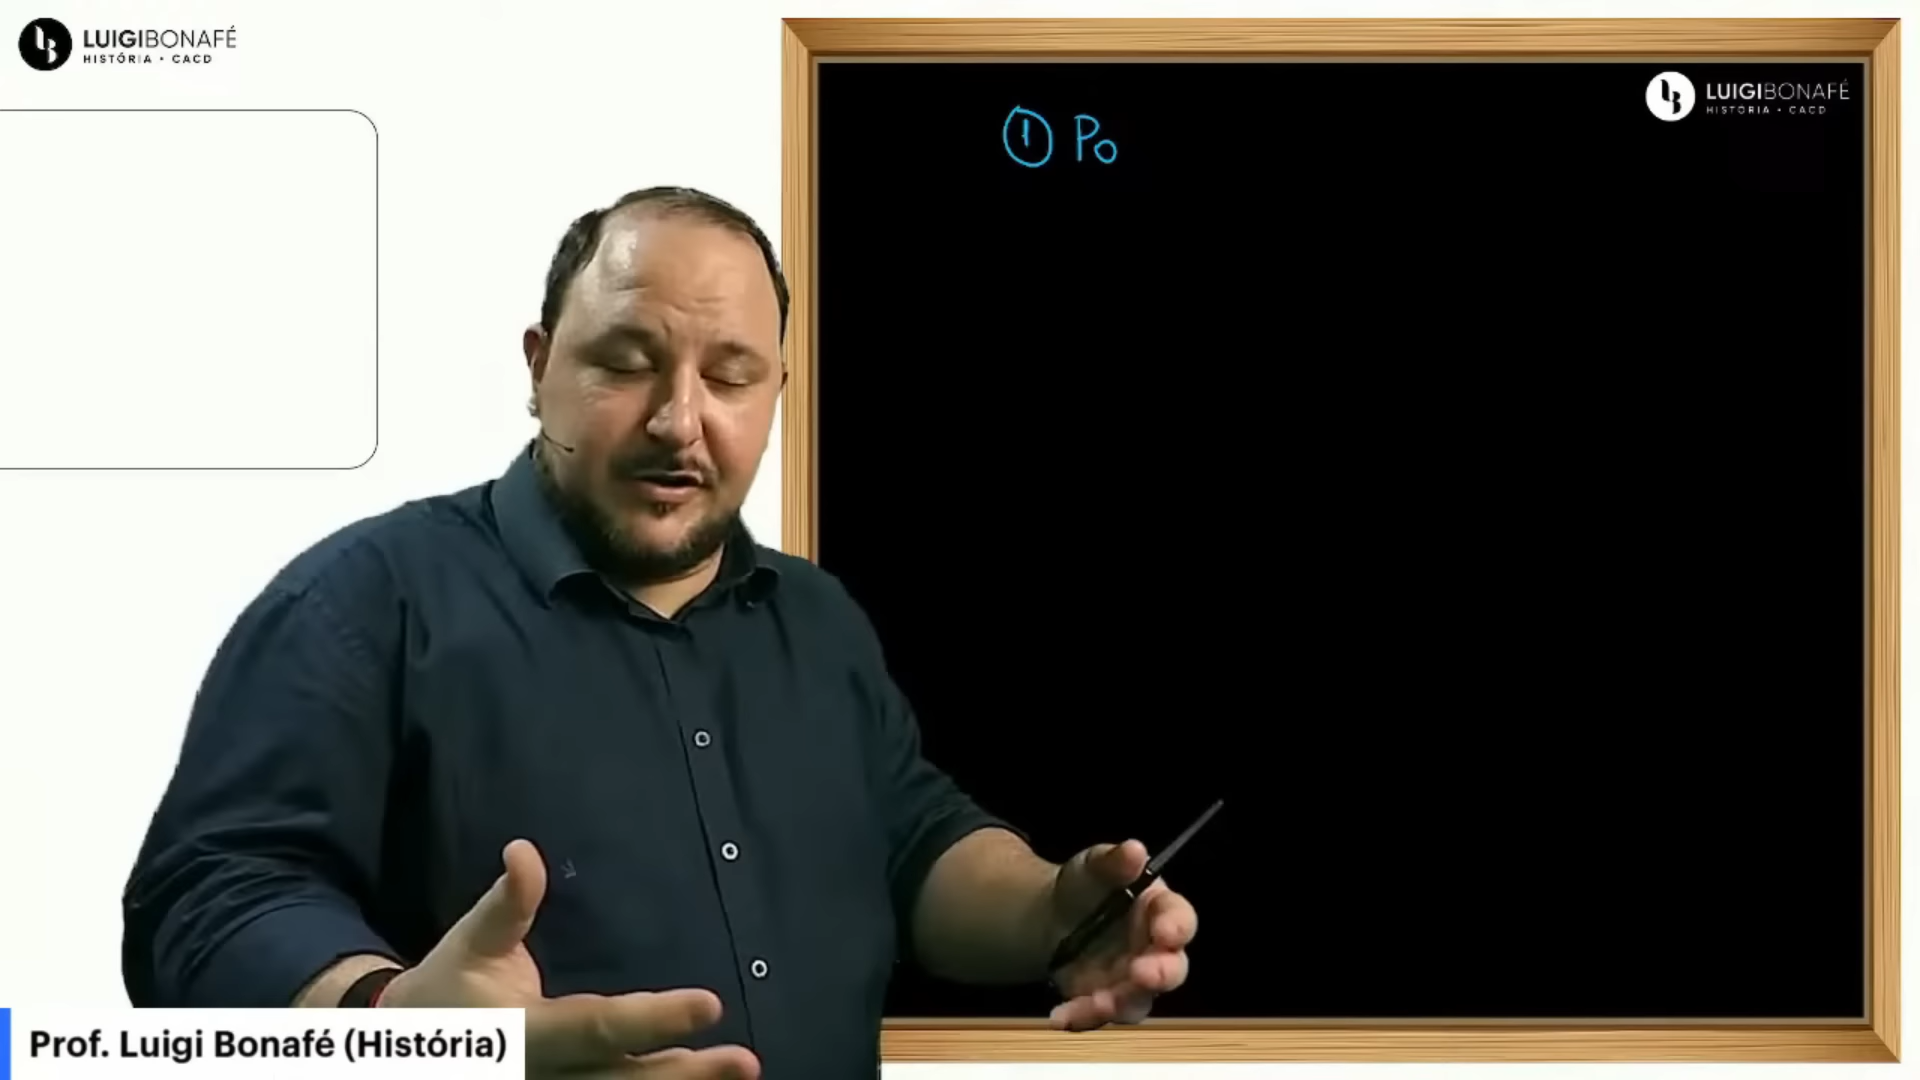 LUIGIBONAFÉ
HISTÓRIA • CACD
LUIGIBONAFÉ
HISTÓRIA • CACD
① Po
Prof. Luigi Bonafé (História)